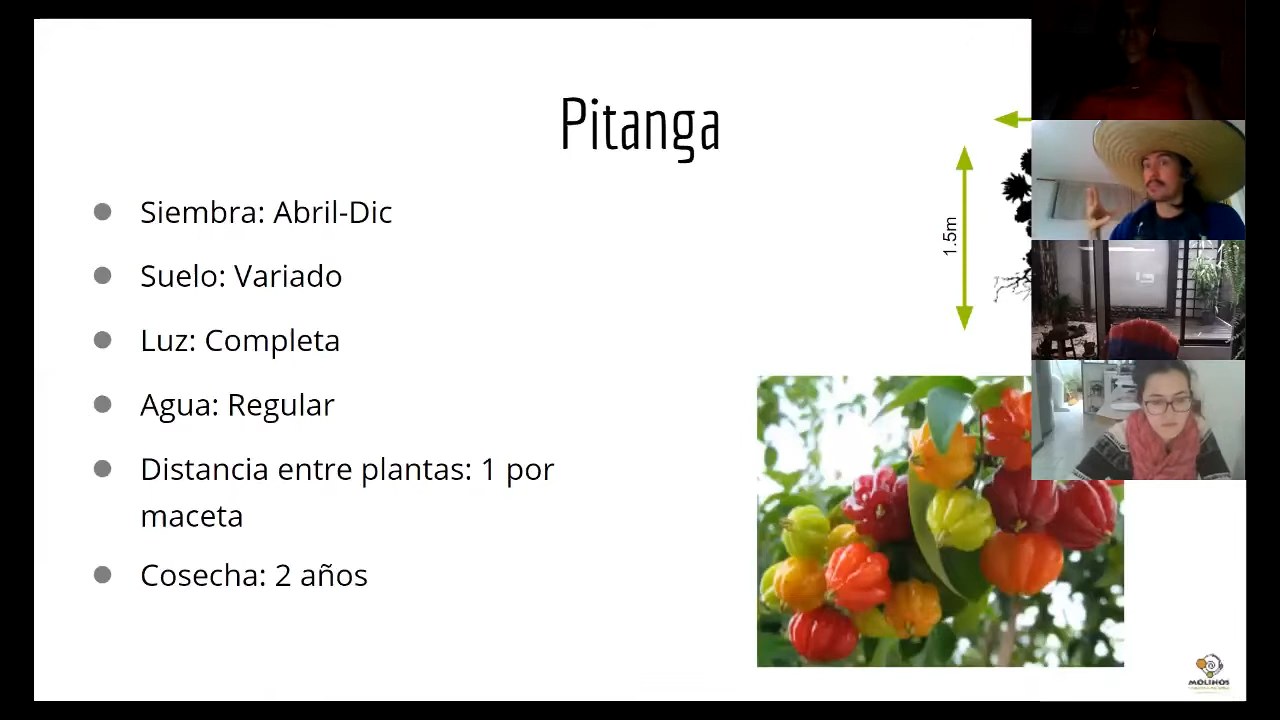 Pitanga
1.5m
Siembra: Abril-Dic
Suelo: Variado
Luz: Completa
Agua: Regular
Distancia entre plantas: 1 por
maceta
Cosecha: 2 años
MOLINOS